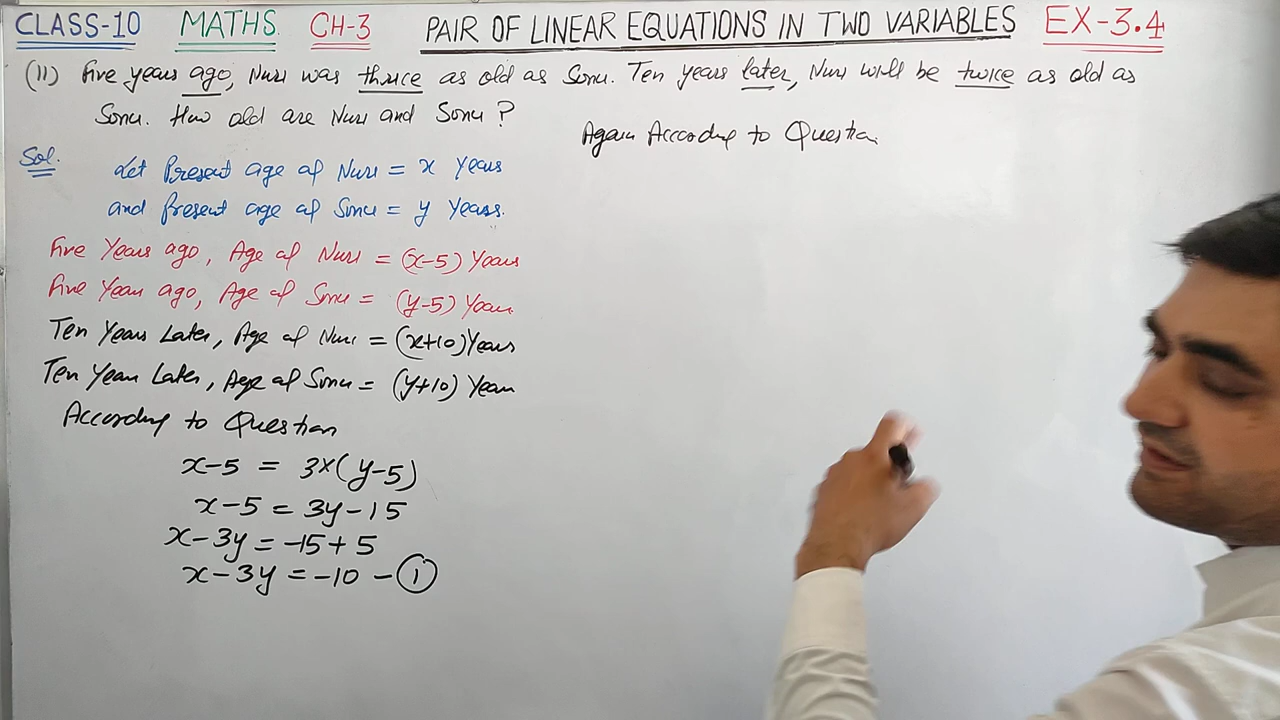 CLASS-10 MATHS CH-3 PAIR OF LINEAR EQUATIONS IN TWO VARIABLES EX-3.4
(11) Five years ago, Nuri was thrice as old as Sonu. Ten years later, Nuri will be twice as old as
Sonu. How old are Nuri and Sonu?
Sol.
Let Present age of Nuri = x Years
and Present age of Sonu = y Years.
Five Years ago, Age of Nuri = (x-5) Years
Five Years ago, Age of Sonu = (y-5) Years
Ten Years Later, Age of Nuri = (x+10) Years
Ten Years Later, Age of Sonu = (y+10) Years
According to Question
x-5 = 3×(y-5)
x-5 = 3y-15
x-3y = -15+5
x-3y = -10 -①
Again According to Question